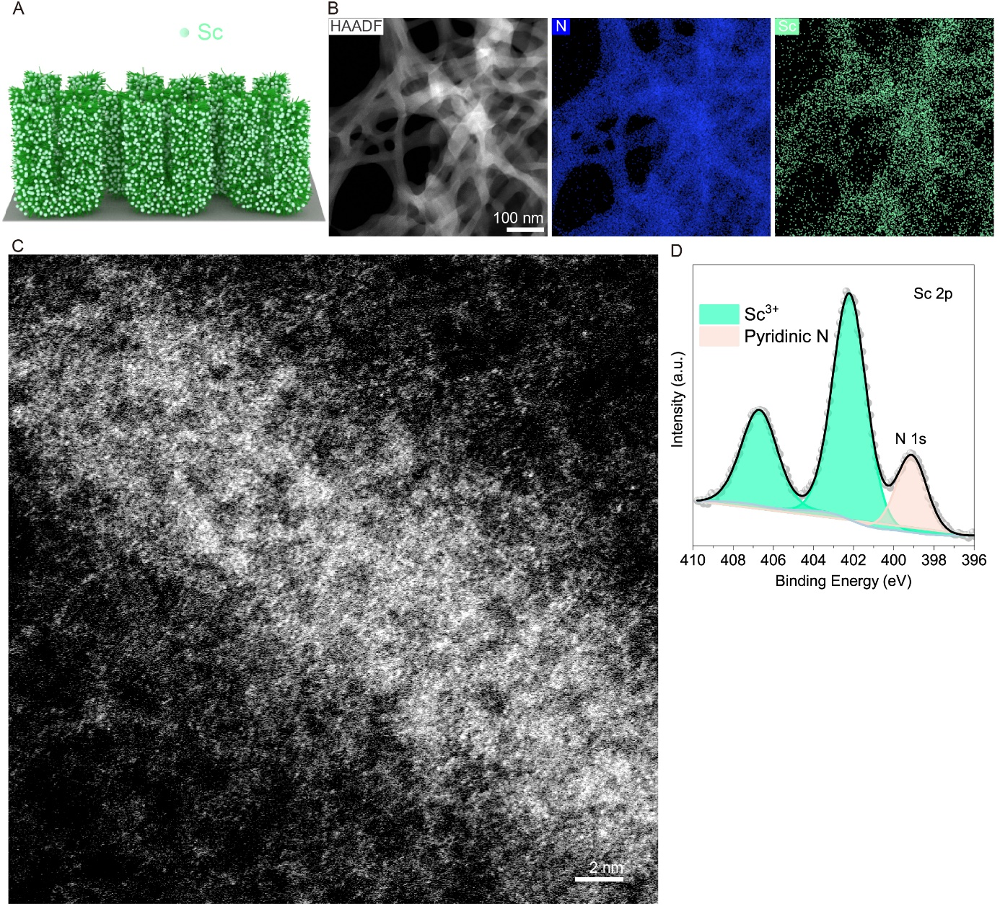 A
Sc
B
HAADF
N
Sc
100 nm
C
2 nm
D
Sc 2p
Sc³⁺
Pyridinic N
N 1s
Intensity (a.u.)
410 408 406 404 402 400 398 396
Binding Energy (eV)